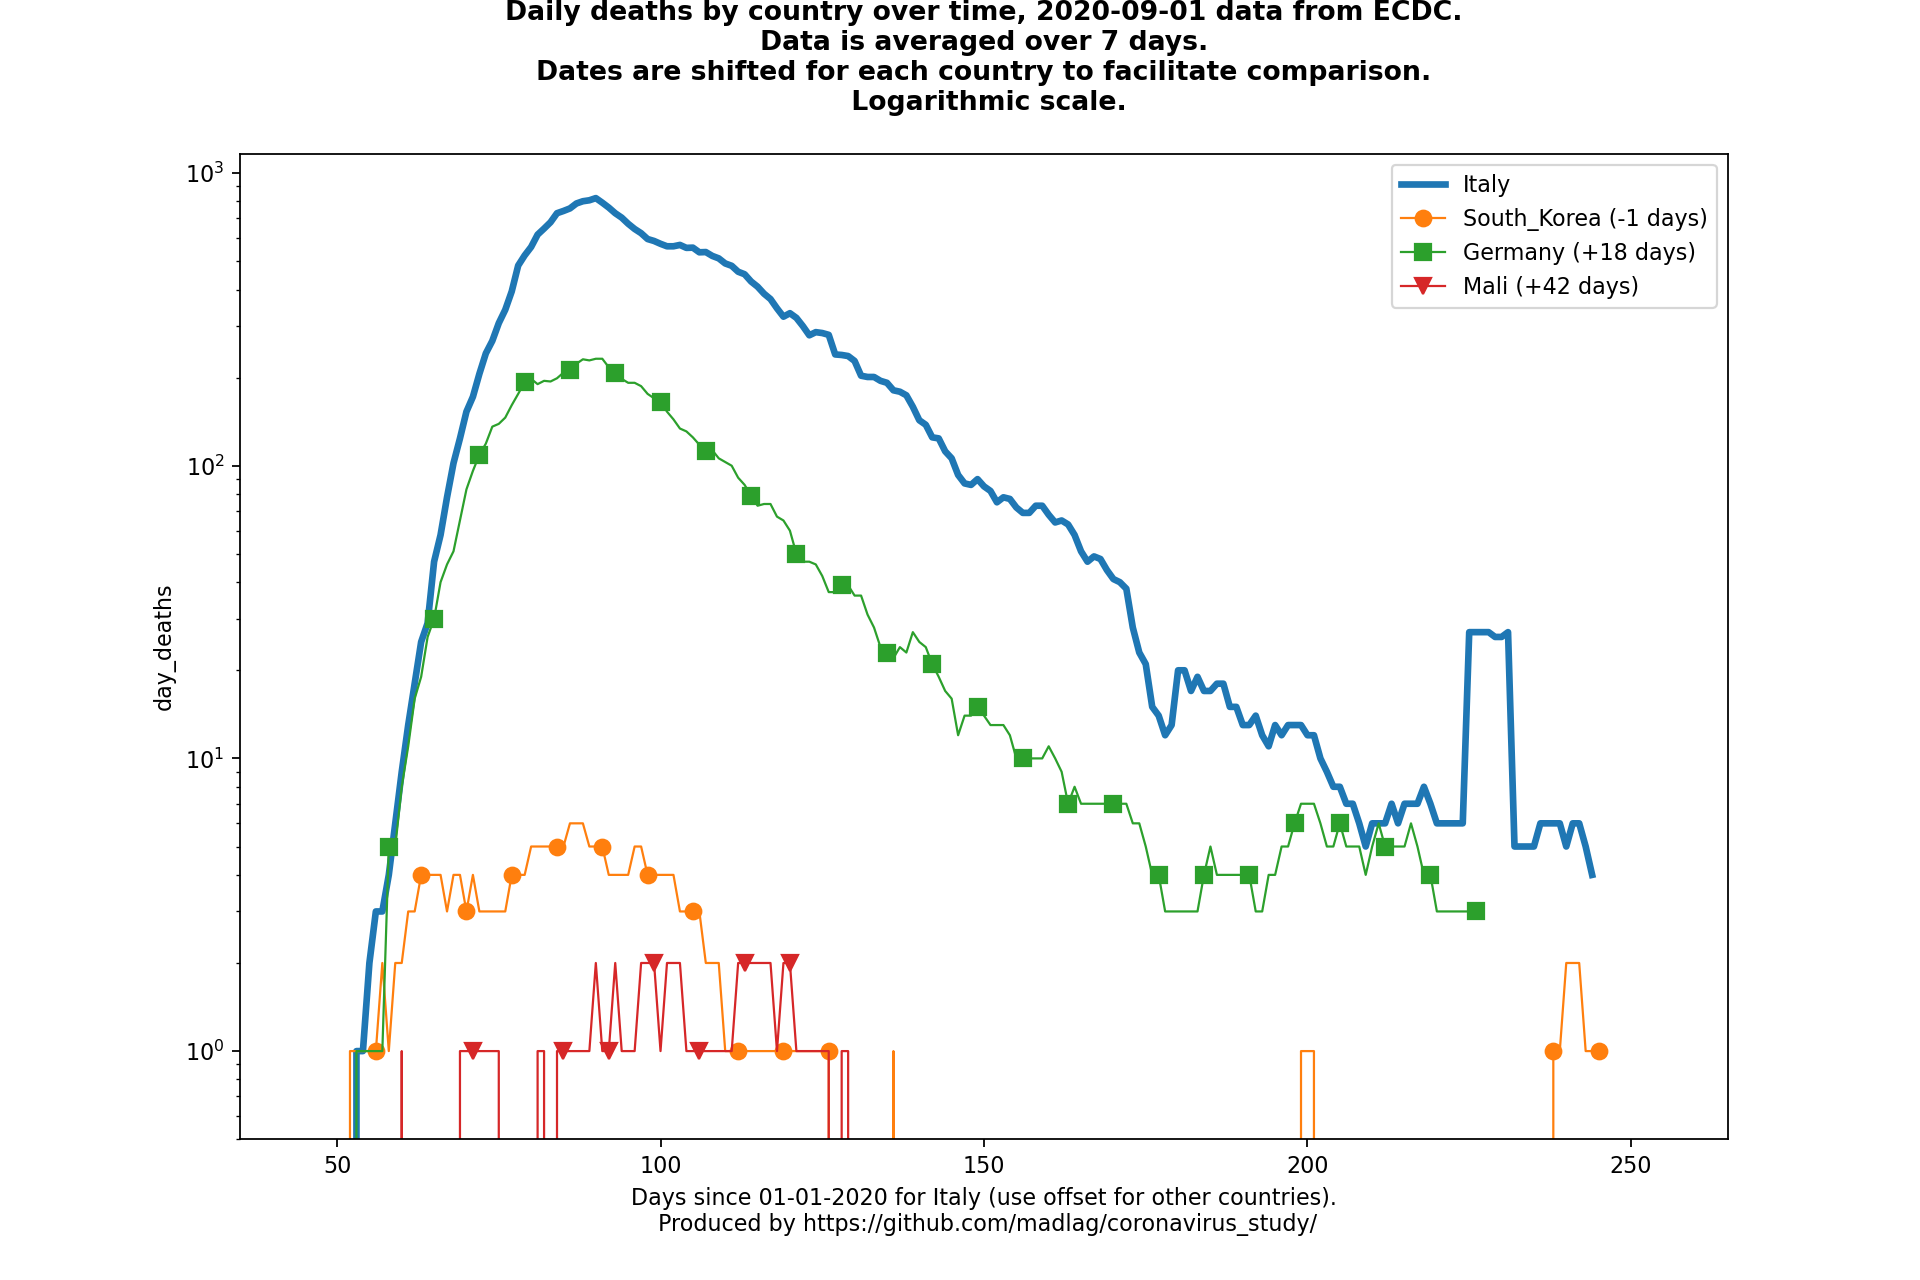 Daily deaths by country over time, 2020-09-01 data from ECDC.
Data is averaged over 7 days.
Dates are shifted for each country to facilitate comparison.
Logarithmic scale.
10³
10²
10¹
10⁰
day_deaths
Italy
South_Korea (-1 days)
Germany (+18 days)
Mali (+42 days)
50 100 150 200 250
Days since 01-01-2020 for Italy (use offset for other countries).
Produced by https://github.com/madlag/coronavirus_study/